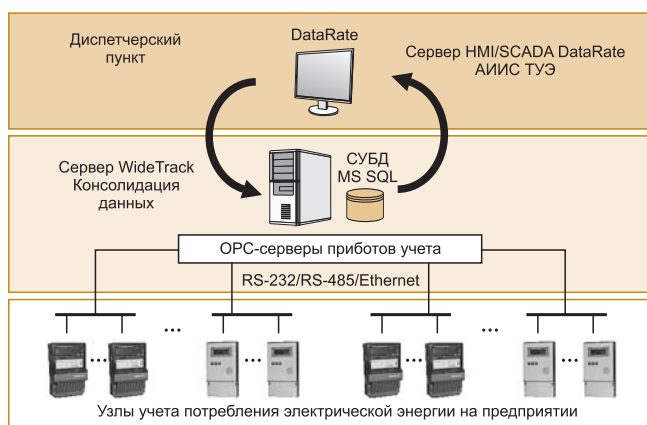 Диспетчерский
пункт
DataRate
Сервер HMI/SCADA DataRate
АИИС ТУЭ
Сервер WideTrack
Консолидация
данных
СУБД
MS SQL
OPC-серверы приботов учета
RS-232/RS-485/Ethernet
... ... ... ... ... ...
Узлы учета потребления электрической энергии на предприятии